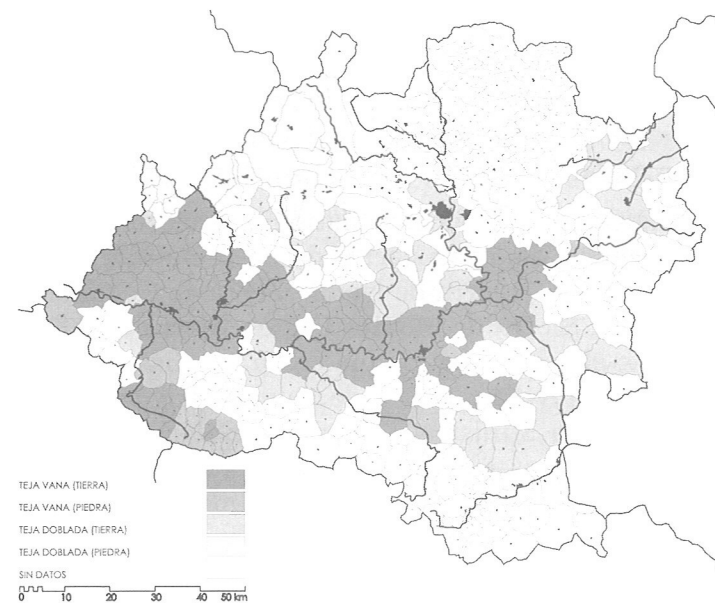 TEJA VANA (TIERRA)
TEJA VANA (PIEDRA)
TEJA DOBLADA (TIERRA)
TEJA DOBLADA (PIEDRA)
SIN DATOS
0 10 20 30 40 50 km